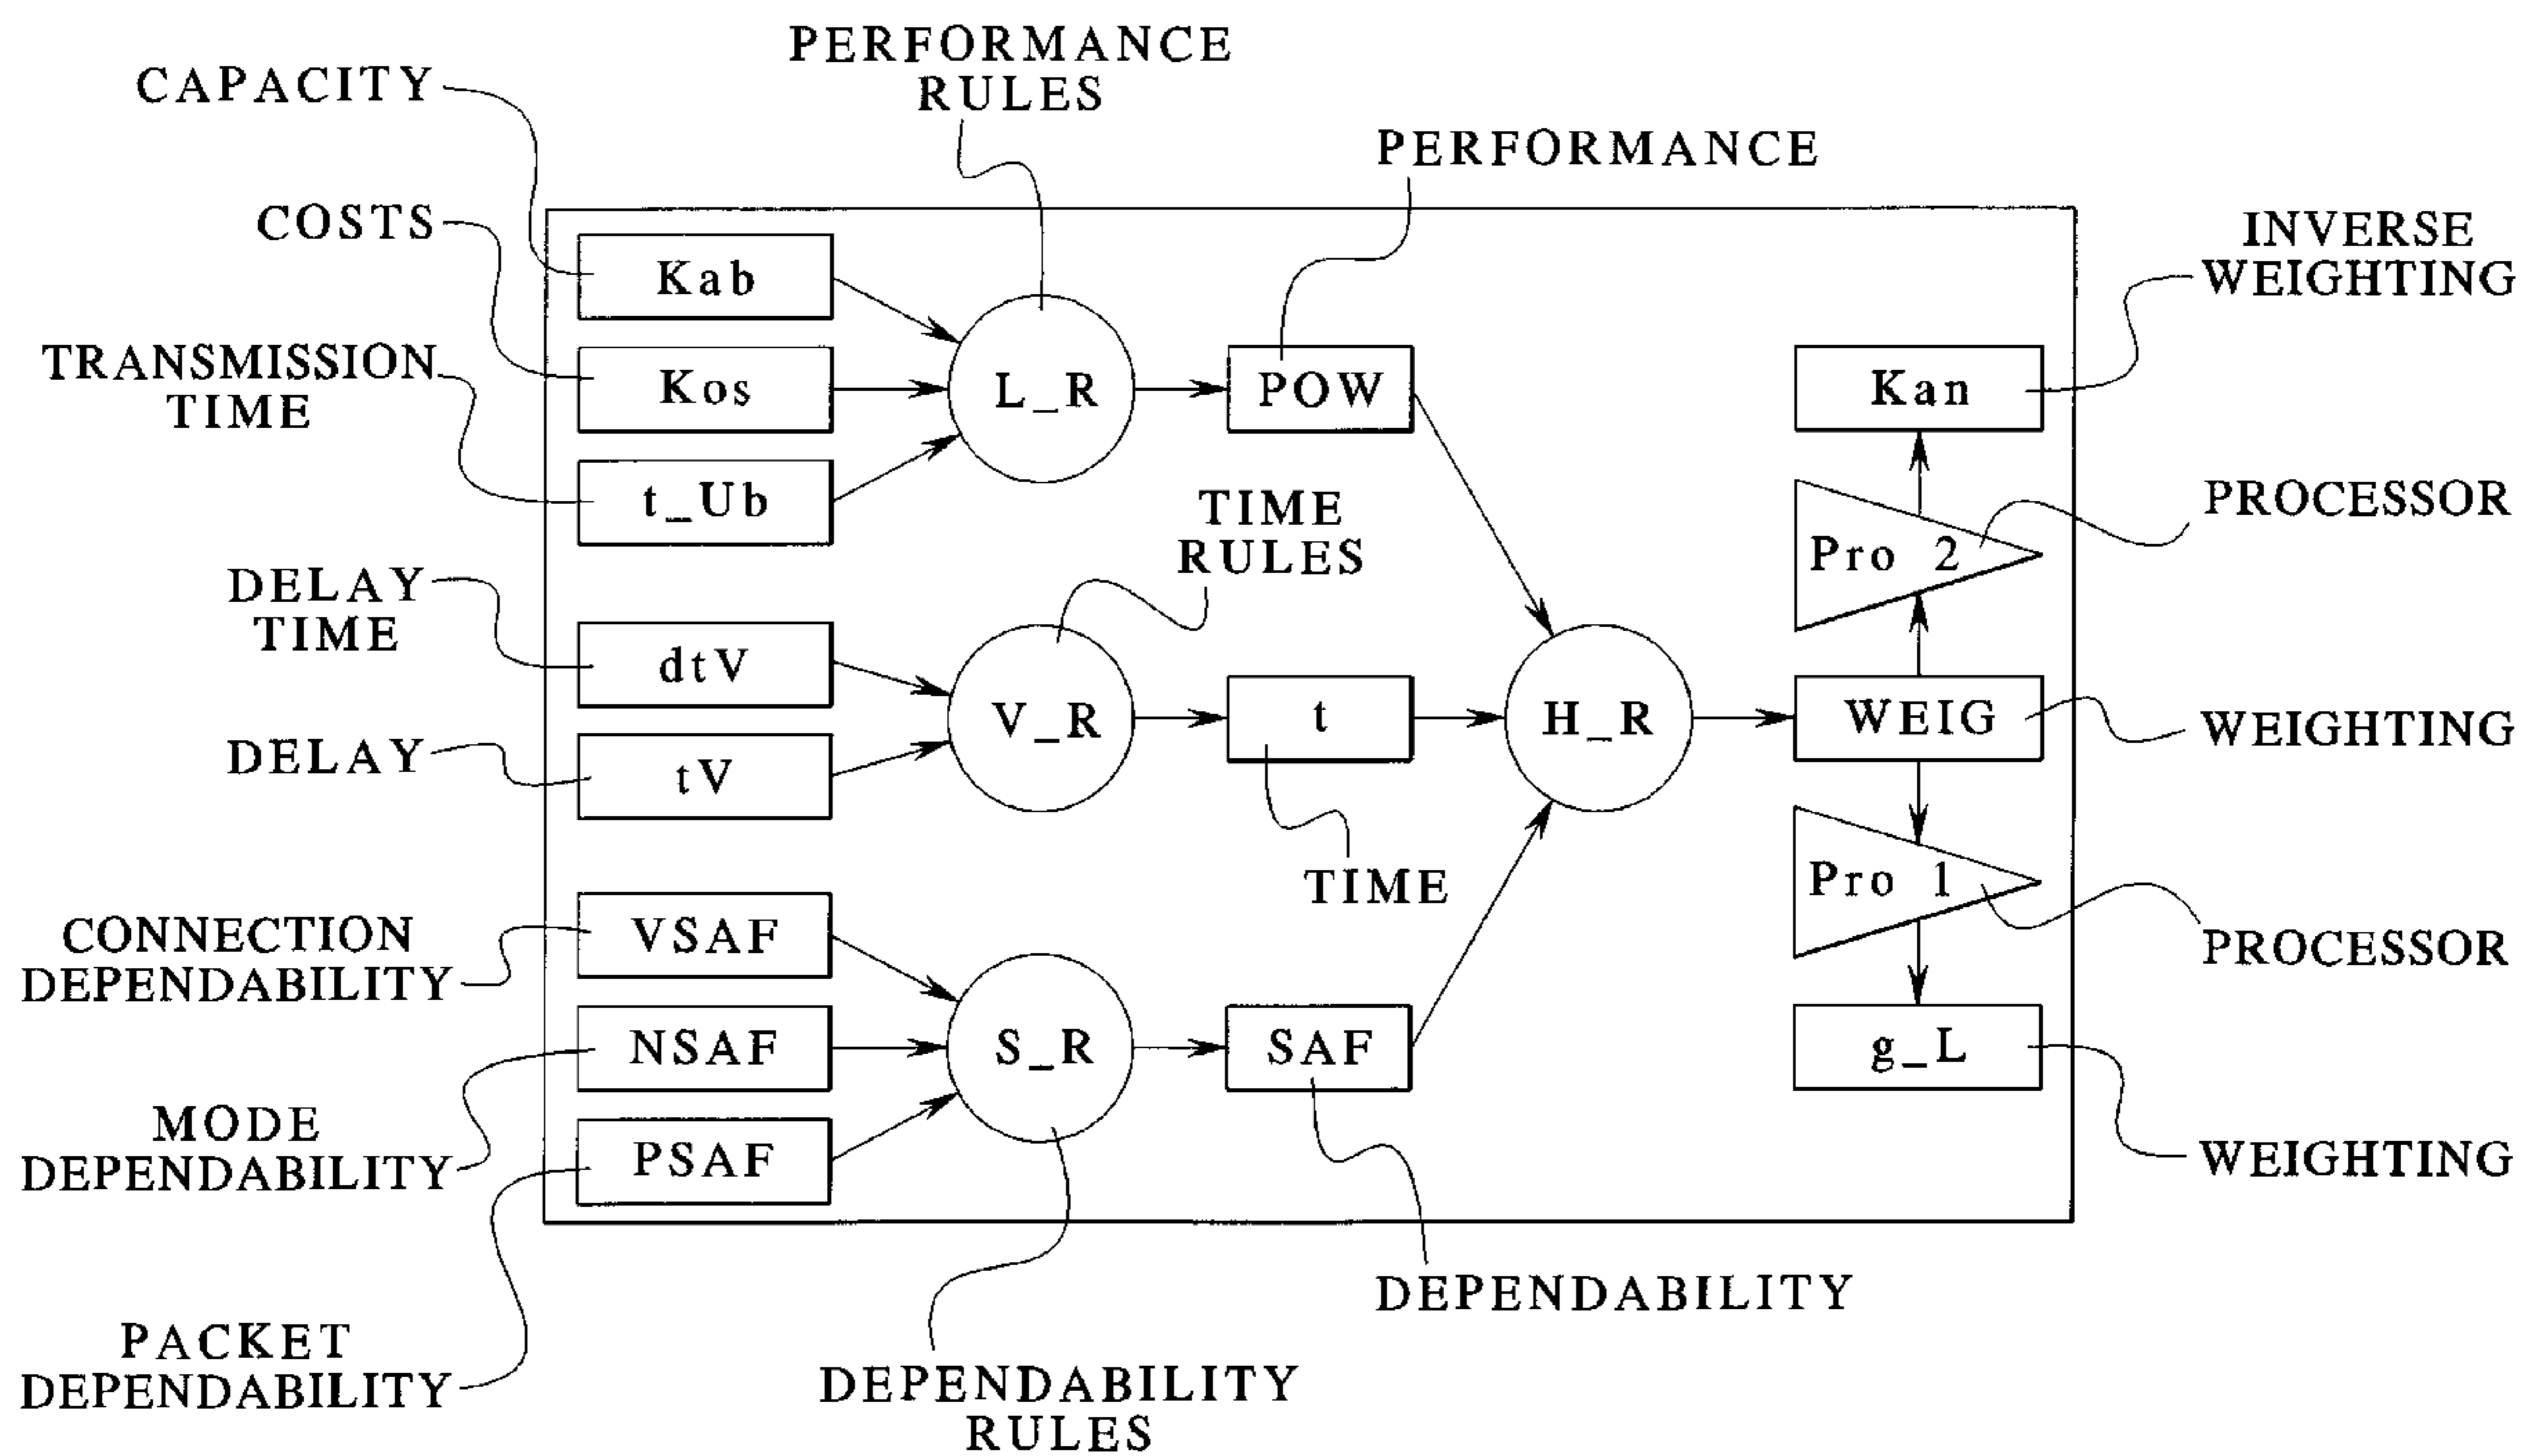 PERFORMANCE
RULES
CAPACITY
PERFORMANCE
COSTS
INVERSE
WEIGHTING
Kab
TRANSMISSION
TIME
Kos
L_R
POW
Kan
t_Ub
TIME
RULES
PROCESSOR
Pro 2
DELAY
TIME
dtV
V_R
t
H_R
WEIG
WEIGHTING
DELAY
tV
TIME
Pro 1
PROCESSOR
CONNECTION
DEPENDABILITY
VSAF
NSAF
S_R
SAF
g_L
MODE
DEPENDABILITY
PSAF
WEIGHTING
DEPENDABILITY
PACKET
DEPENDABILITY
DEPENDABILITY
RULES